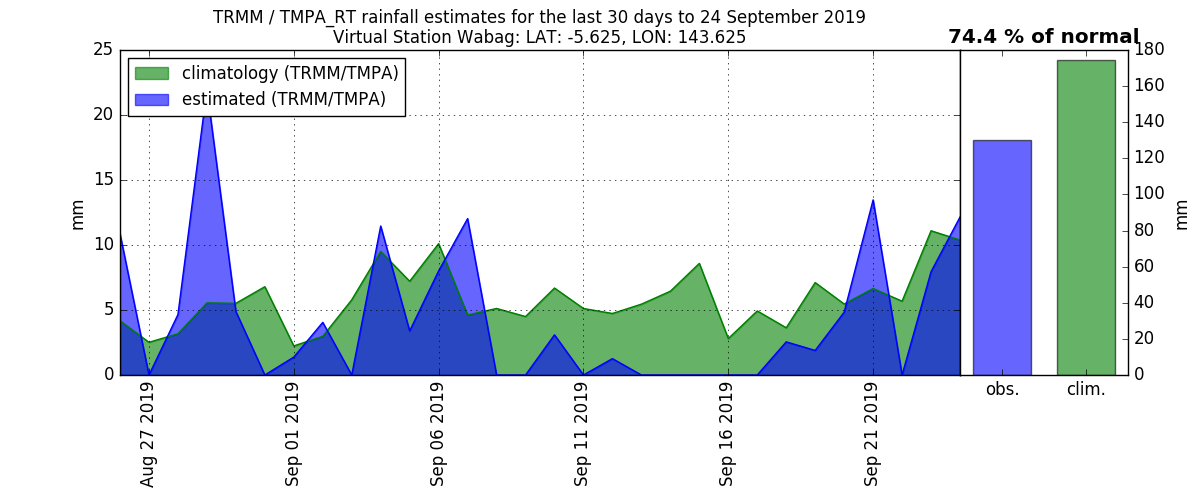 TRMM / TMPA_RT rainfall estimates for the last 30 days to 24 September 2019
Virtual Station Wabag: LAT: -5.625, LON: 143.625
74.4 % of normal
climatology (TRMM/TMPA)
estimated (TRMM/TMPA)
25
20
15
10
5
0
mm
Aug 27 2019
Sep 01 2019
Sep 06 2019
Sep 11 2019
Sep 16 2019
Sep 21 2019
180
160
140
120
100
80
60
40
20
0
mm
obs.
clim.